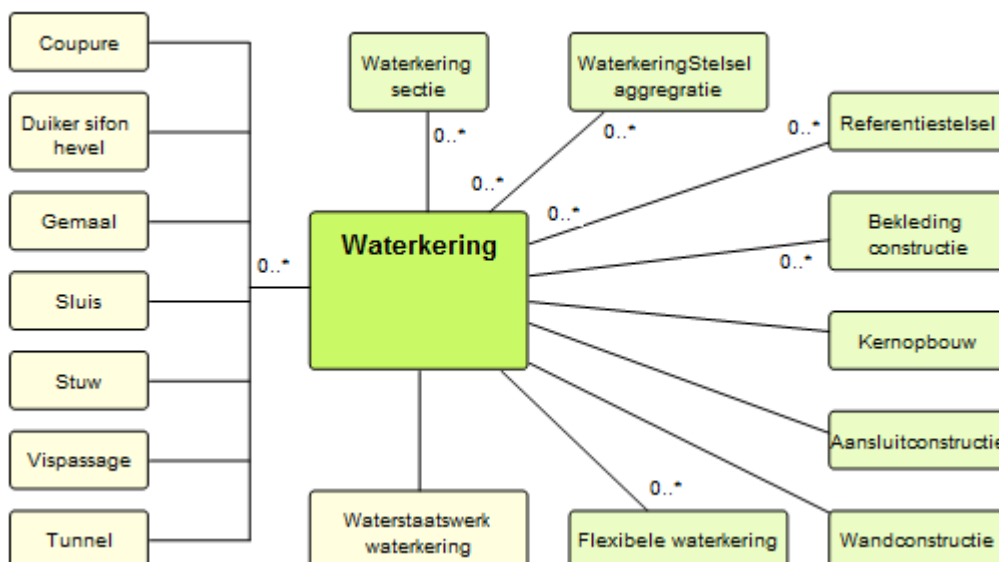 Coupure
Duiker sifon
hevel
Gemaal
Sluis
Stuw
Vispassage
Tunnel
0..*
Waterkering
sectie
0..*
WaterkeringStelsel
aggregratie
0..*
0..*
Waterkering
0..*
0..*
Referentiestelsel
Bekleding
constructie
0..*
Kernopbouw
Aansluitconstructie
Wandconstructie
0..*
Flexibele waterkering
Waterstaatswerk
waterkering